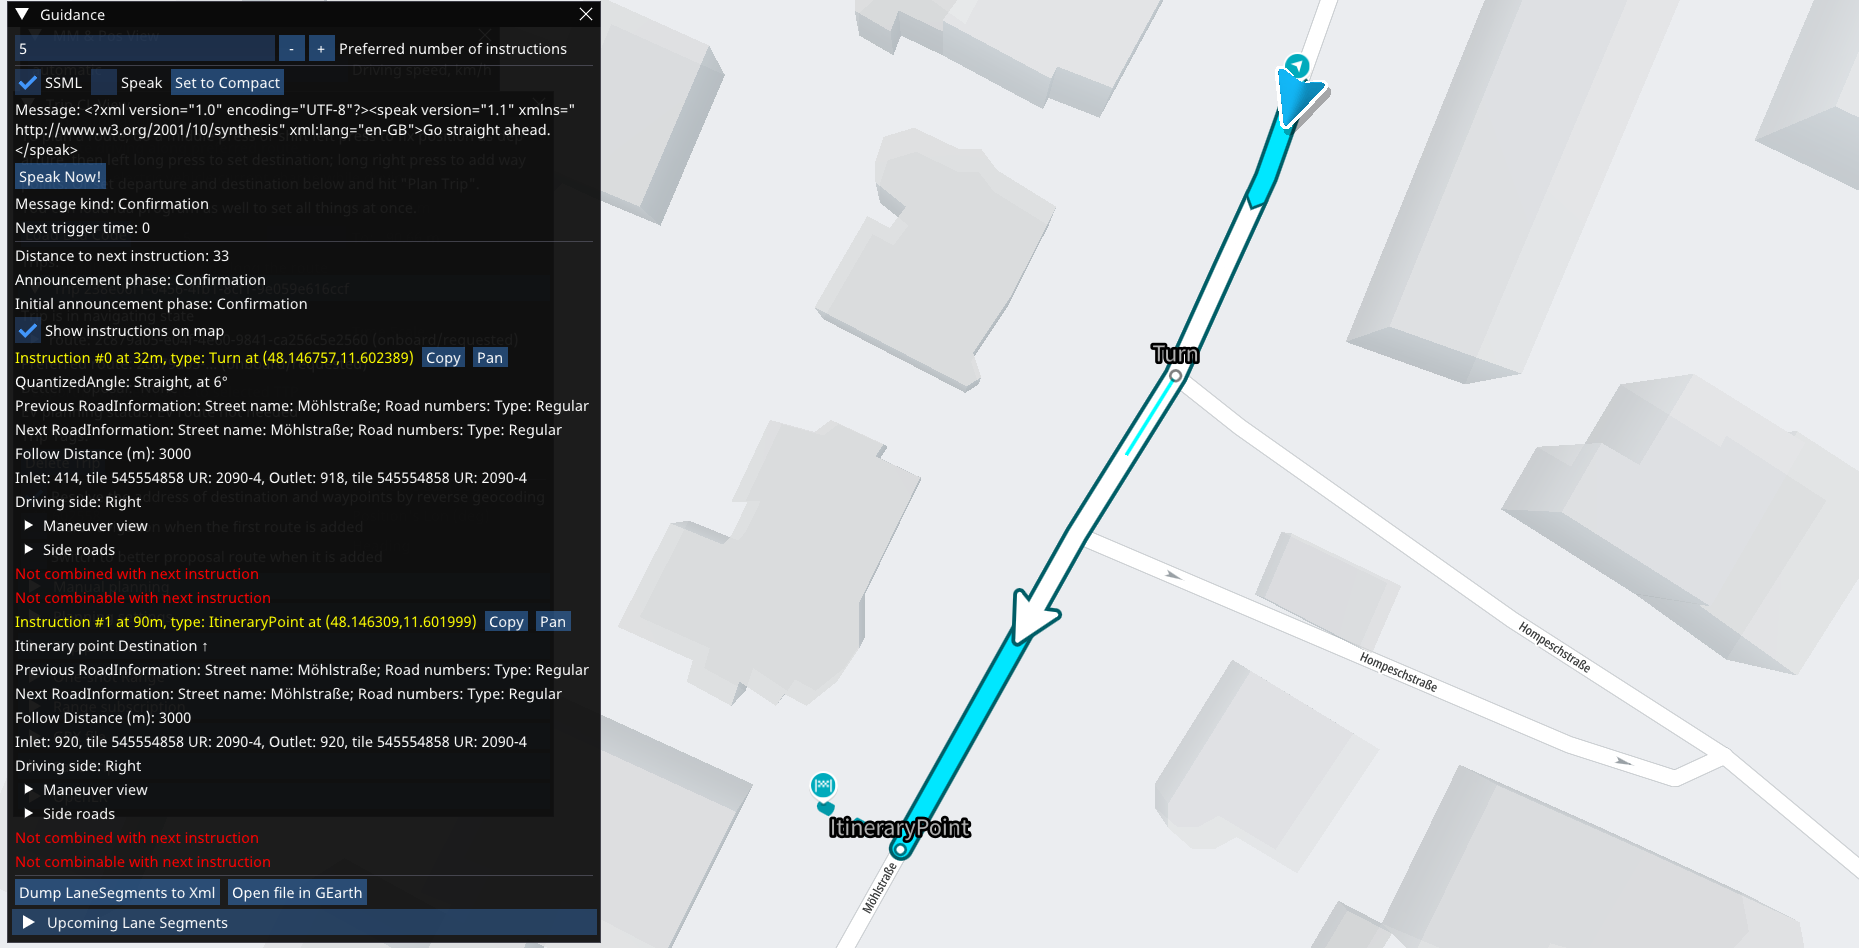 Guidance
5
-
+
Preferred number of instructions
SSML
Speak
Set to Compact
Message: <?xml version="1.0" encoding="UTF-8"?><speak version="1.1" xmlns="
http://www.w3.org/2001/10/synthesis" xml:lang="en-GB">Go straight ahead.
</speak>
Speak Now!
Message kind: Confirmation
Next trigger time: 0
Distance to next instruction: 33
Announcement phase: Confirmation
Initial announcement phase: Confirmation
Show instructions on map
Instruction #0 at 32m, type: Turn at (48.146757,11.602389)
Copy
Pan
QuantizedAngle: Straight, at 6°
Previous RoadInformation: Street name: Möhlstraße; Road numbers: Type: Regular
Next RoadInformation: Street name: Möhlstraße; Road numbers: Type: Regular
Follow Distance (m): 3000
Inlet: 414, tile 545554858 UR: 2090-4, Outlet: 918, tile 545554858 UR: 2090-4
Driving side: Right
Maneuver view
Side roads
Not combined with next instruction
Not combinable with next instruction
Instruction #1 at 90m, type: ItineraryPoint at (48.146309,11.601999)
Copy
Pan
Itinerary point Destination ↑
Previous RoadInformation: Street name: Möhlstraße; Road numbers: Type: Regular
Next RoadInformation: Street name: Möhlstraße; Road numbers: Type: Regular
Follow Distance (m): 3000
Inlet: 920, tile 545554858 UR: 2090-4, Outlet: 920, tile 545554858 UR: 2090-4
Driving side: Right
Maneuver view
Side roads
Not combined with next instruction
Not combinable with next instruction
Dump LaneSegments to Xml
Open file in GEarth
Upcoming Lane Segments
Turn
Hompeschstraße
Hompeschstraße
ItineraryPoint
Möhlstraße